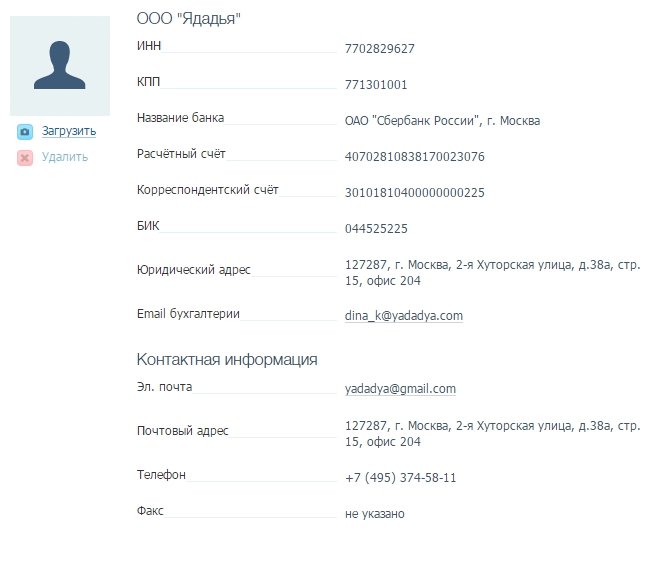 ООО "Ядадья"
ИНН 7702829627
КПП 771301001
Название банка ОАО "Сбербанк России", г. Москва
Загрузить
Расчётный счёт 40702810838170023076
Удалить
Корреспондентский счёт 30101810400000000225
БИК 044525225
Юридический адрес 127287, г. Москва, 2-я Хуторская улица, д.38а, стр.
15, офис 204
Email бухгалтерии dina_k@yadadya.com
Контактная информация
Эл. почта yadadya@gmail.com
Почтовый адрес 127287, г. Москва, 2-я Хуторская улица, д.38а, стр.
15, офис 204
Телефон +7 (495) 374-58-11
Факс не указано